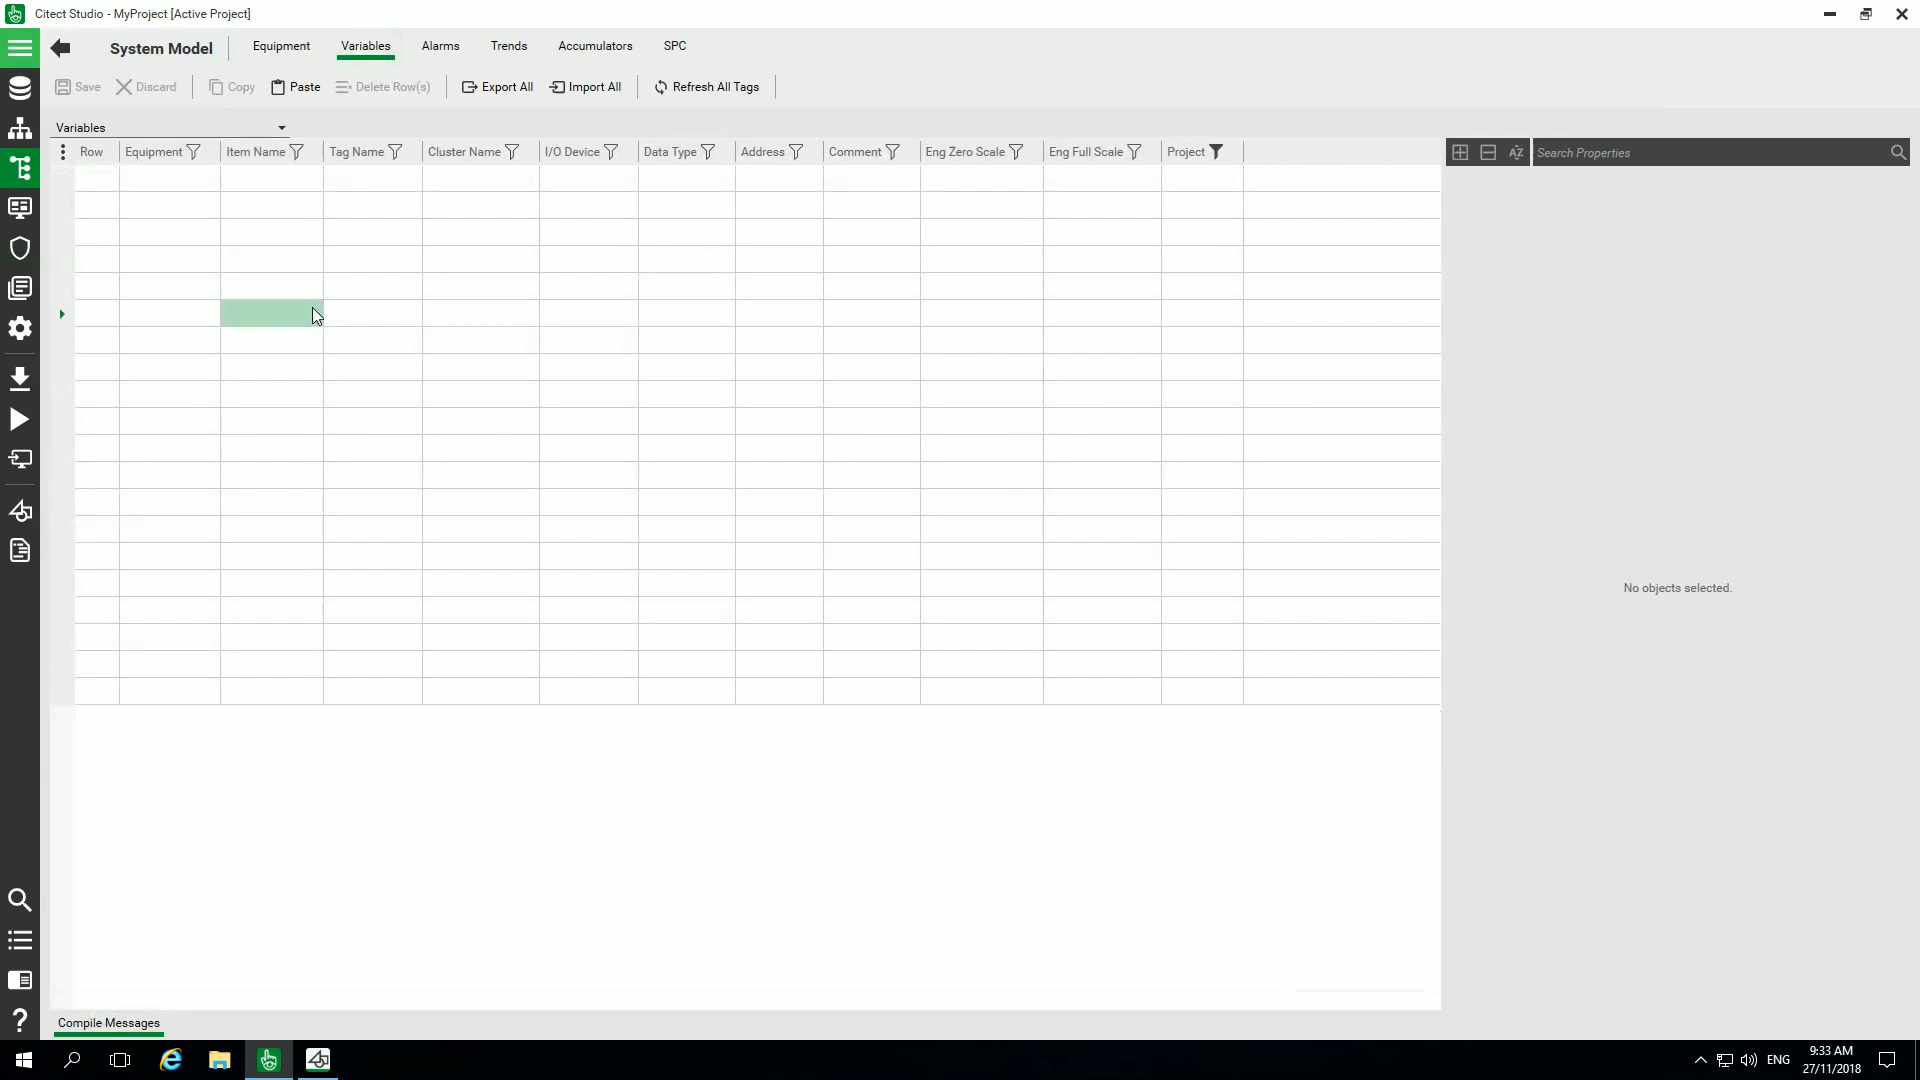 Citect Studio - MyProject [Active Project]
System Model
Equipment
Variables
Alarms
Trends
Accumulators
SPC
Save
Discard
Copy
Paste
Delete Row(s)
Export All
Import All
Refresh All Tags
Variables
Row
Equipment
Item Name
Tag Name
Cluster Name
I/O Device
Data Type
Address
Comment
Eng Zero Scale
Eng Full Scale
Project
Search Properties
No objects selected.
Compile Messages
ENG
9:33 AM
27/11/2018